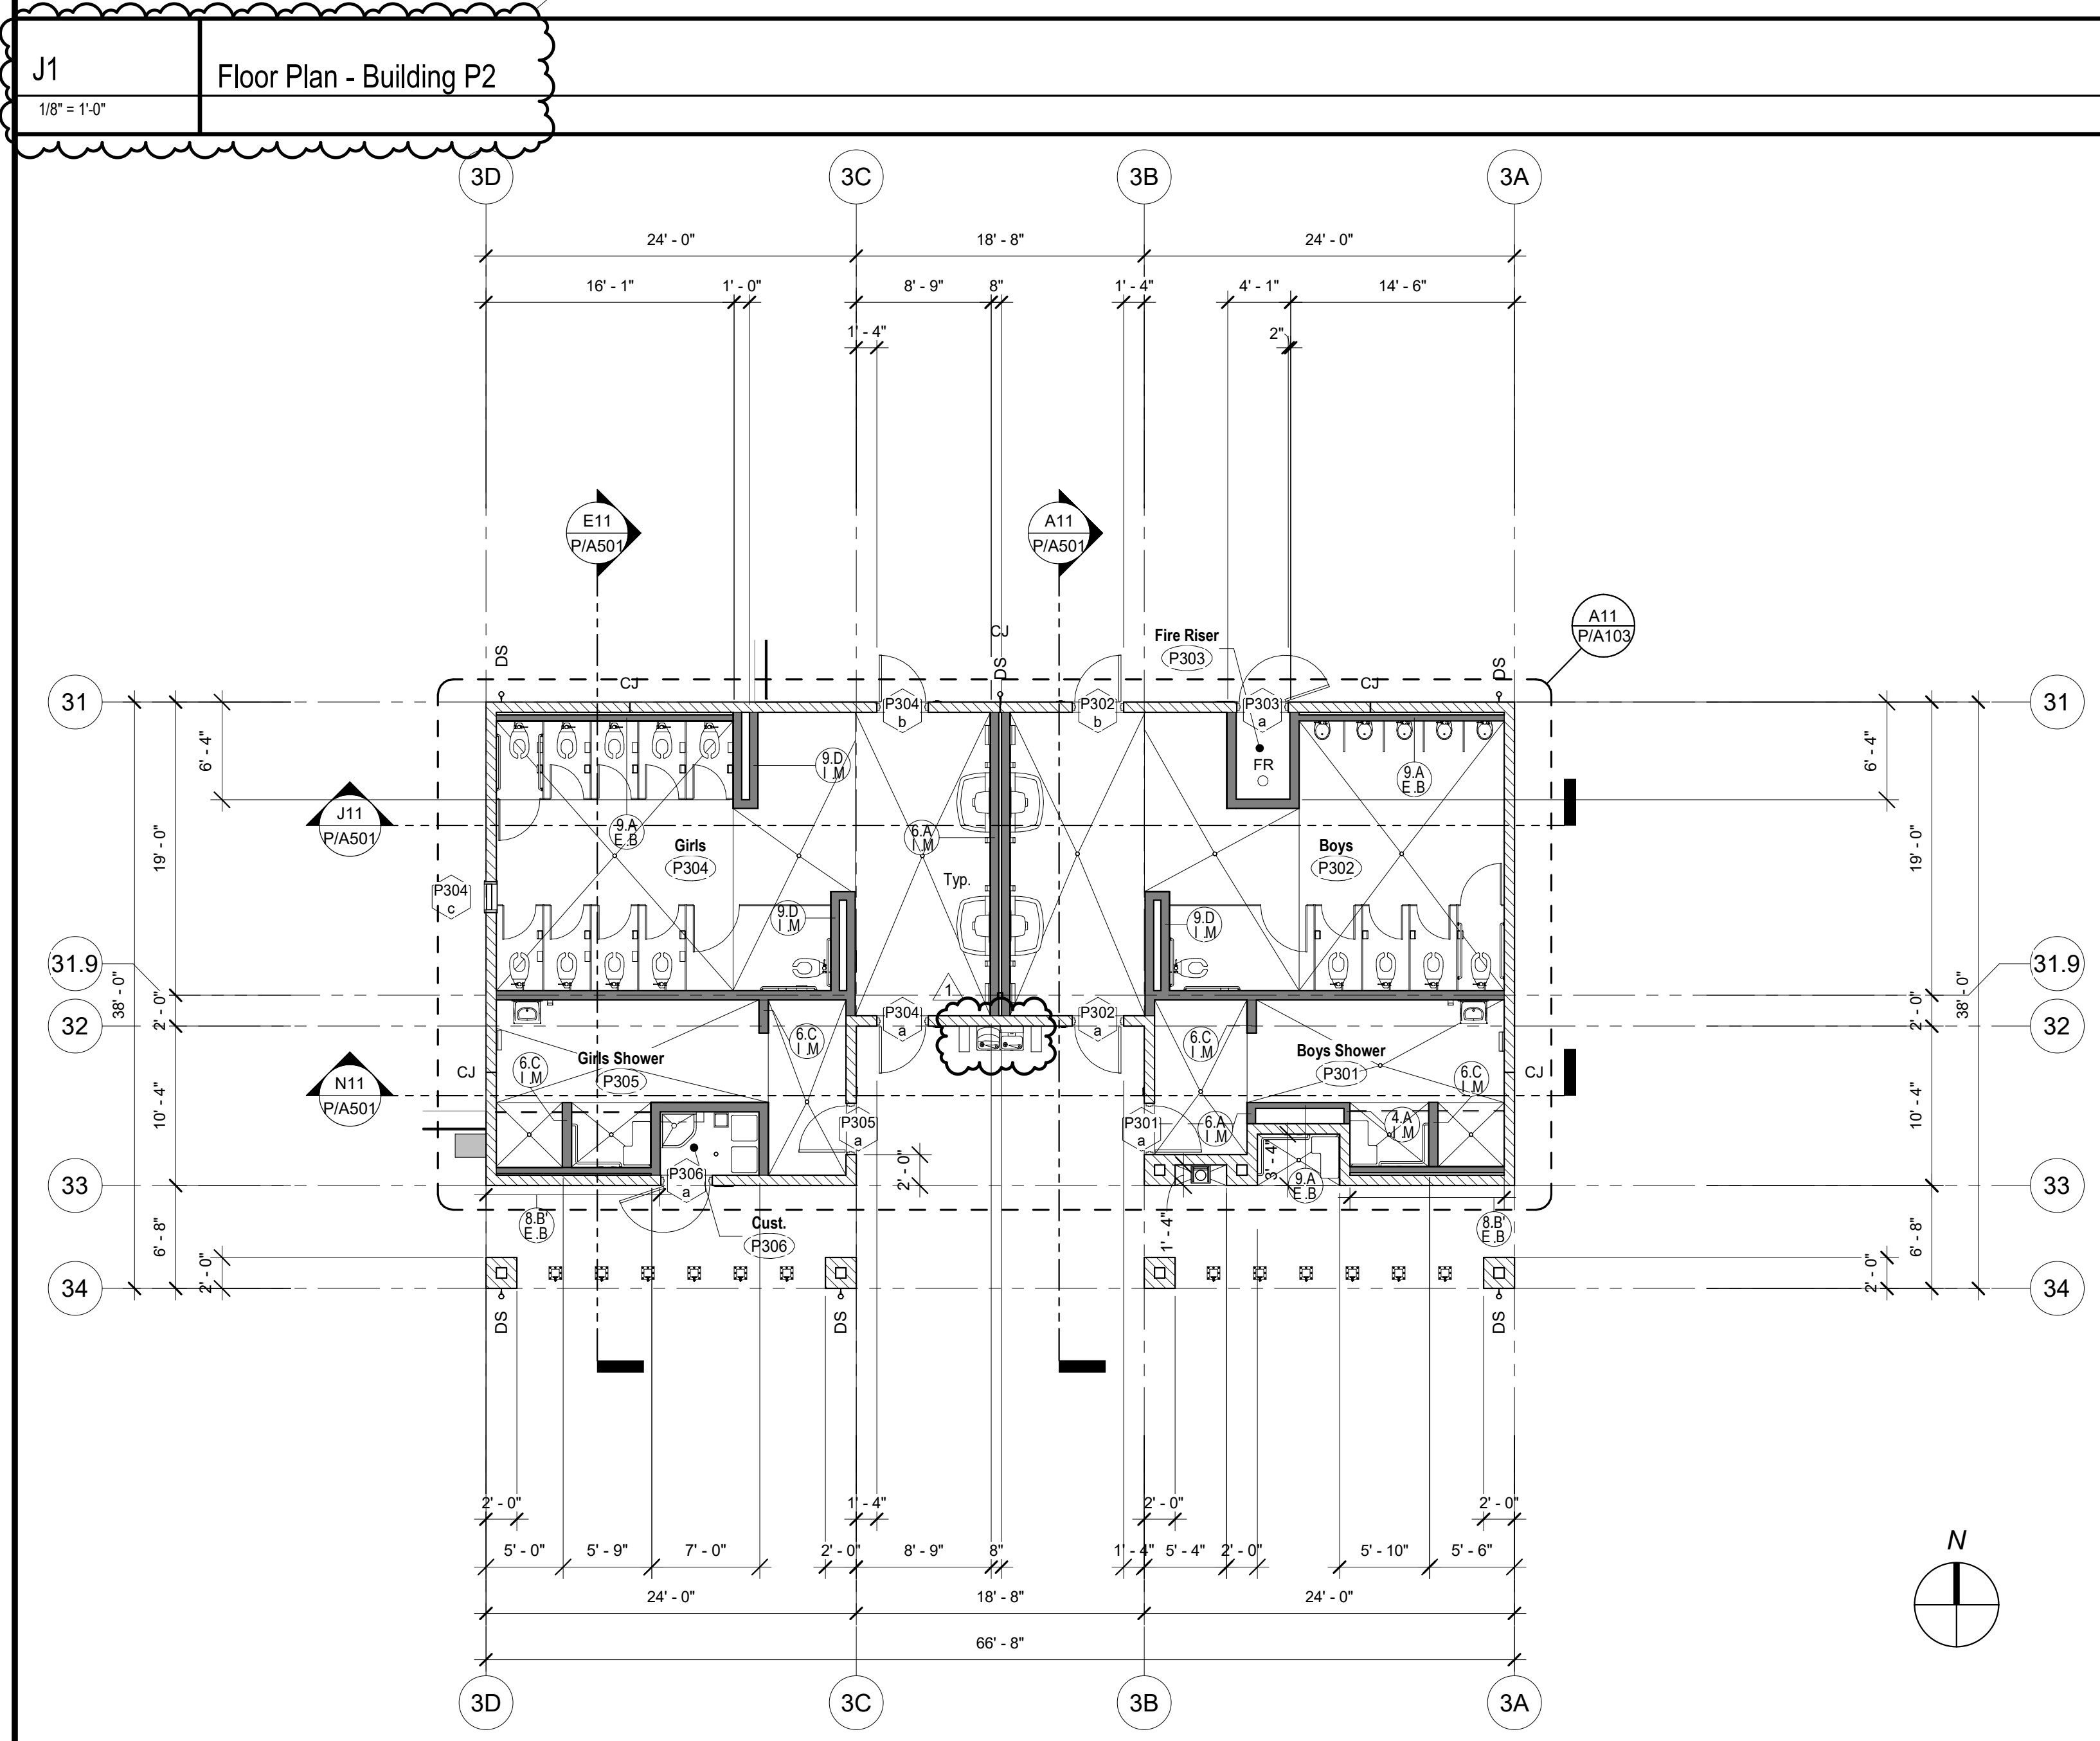 J1
Floor Plan - Building P2
1/8" = 1'-0"
3D 3C 3B 3A
24' - 0" 18' - 8" 24' - 0"
16' - 1" 1' - 0" 8' - 9" 8" 1' - 4" 4' - 1" 14' - 6"
1' - 4" 2"
E11
P/A501
A11
P/A501
A11
P/A103
Fire Riser
P303
DS CJ DS CJ CJ DS
31 31
P304
b
P302
b
P303
a
6' - 4" 6' - 4"
9.D
I .M
FR
9.A
E.B
J11
P/A501
9.A
E.B
6.A
I .M
Girls
P304
Boys
P302
19' - 0" 19' - 0"
P304
c
Typ.
9.D
I .M
9.D
I .M
31.9 31.9
38' - 0" 38' - 0"
2' - 0" 2' - 0"
1
32 32
P304
a
P302
a
6.C
I .M
6.C
I .M
Girls Shower
P305
Boys Shower
P301
6.C
I .M
6.C
I .M
CJ CJ
N11
P/A501
10' - 4" 10' - 4"
P305
a
P301
a
6.A
I .M
4.A
I .M
3' - 4"
2' - 0"
P306
a
9.A
E.B
33 33
8.B'
E.B
Cust.
P306
1' - 4"
8.B'
E.B
6' - 8" 6' - 8"
2' - 0" 2' - 0"
34 34
DS DS DS
2' - 0" 1' - 4" 2' - 0" 2' - 0"
5' - 0" 5' - 9" 7' - 0" 2' - 0" 8' - 9" 8" 1' - 4" 5' - 4" 2' - 0" 5' - 10" 5' - 6"
24' - 0" 18' - 8" 24' - 0"
66' - 8"
N
3D 3C 3B 3A